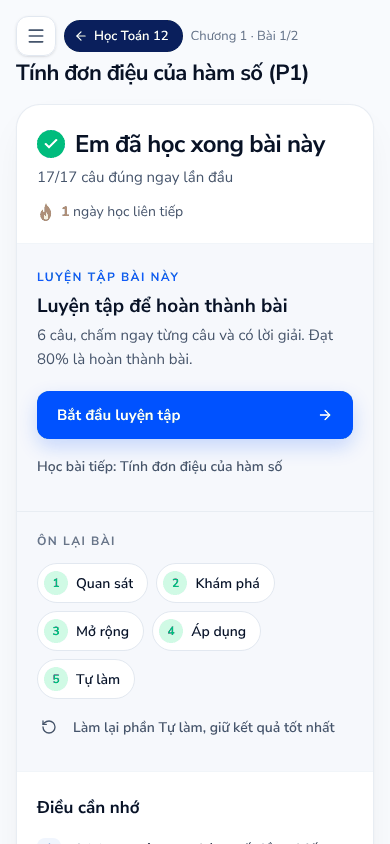 ← Học Toán 12 Chương 1 · Bài 1/2
Tính đơn điệu của hàm số (P1)
Em đã học xong bài này
17/17 câu đúng ngay lần đầu
1 ngày học liên tiếp
LUYỆN TẬP BÀI NÀY
Luyện tập để hoàn thành bài
6 câu, chấm ngay từng câu và có lời giải. Đạt
80% là hoàn thành bài.
Bắt đầu luyện tập →
Học bài tiếp: Tính đơn điệu của hàm số
ÔN LẠI BÀI
1 Quan sát 2 Khám phá
3 Mở rộng 4 Áp dụng
5 Tự làm
Làm lại phần Tự làm, giữ kết quả tốt nhất
Điều cần nhớ